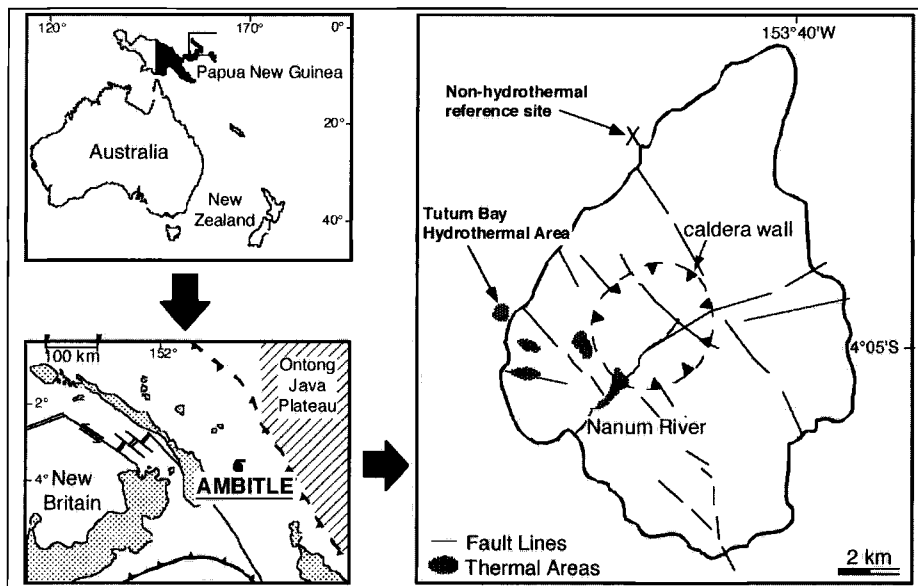 120°
170°
0°
Papua New Guinea
20°
Australia
New
Zealand
40°
100 km
152°
Ontong
Java
Plateau
2°
4°
New
Britain
AMBITLE
153°40'W
Non-hydrothermal
reference site
X
Tutum Bay
Hydrothermal Area
caldera wall
4°05'S
Nanum River
Fault Lines
Thermal Areas
2 km